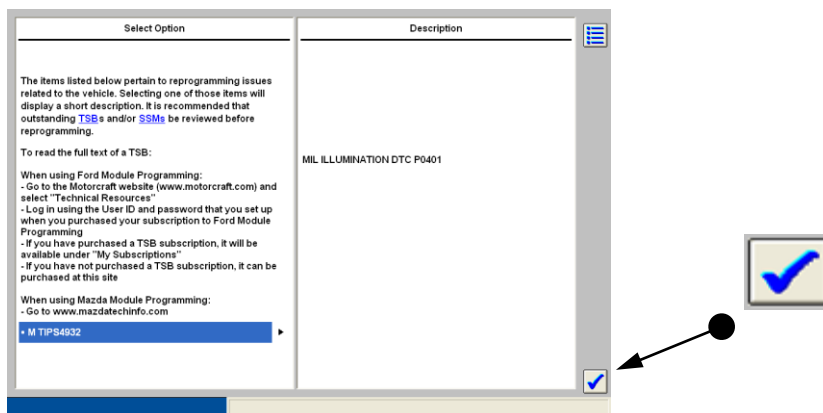 Select Option
Description
The items listed below pertain to reprogramming issues
related to the vehicle. Selecting one of those items will
display a short description. It is recommended that
outstanding TSBs and/or SSMs be reviewed before
reprogramming.
To read the full text of a TSB:
When using Ford Module Programming:
- Go to the Motorcraft website (www.motorcraft.com) and
select "Technical Resources"
- Log in using the User ID and password that you set up
when you purchased your subscription to Ford Module
Programming
- If you have purchased a TSB subscription, it will be
available under "My Subscriptions"
- If you have not purchased a TSB subscription, it can be
purchased at this site
When using Mazda Module Programming:
- Go to www.mazdatechinfo.com
• M TIPS4932
MIL ILLUMINATION DTC P0401